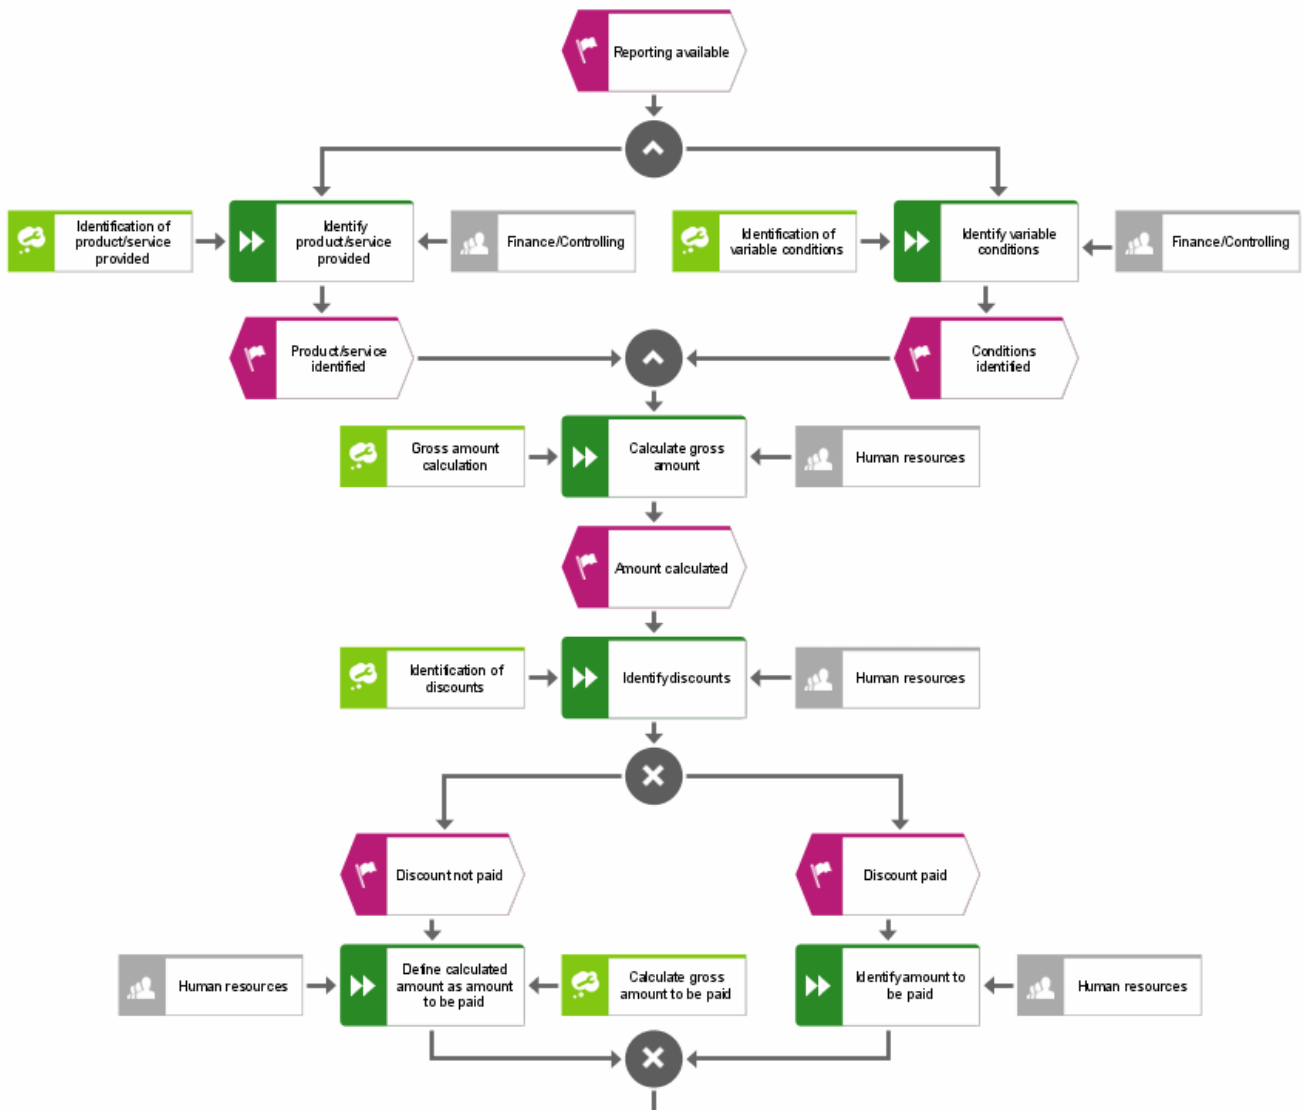 Reporting available
Identification of
product/service
provided
Identify
product/service
provided
Finance/Controlling
Identification of
variable conditions
Identify variable
conditions
Finance/Controlling
Product/service
identified
Conditions
identified
Gross amount
calculation
Calculate gross
amount
Human resources
Amount calculated
Identification of
discounts
Identify discounts
Human resources
Discount not paid
Discount paid
Human resources
Define calculated
amount as amount
to be paid
Calculate gross
amount to be paid
Identify amount to
be paid
Human resources